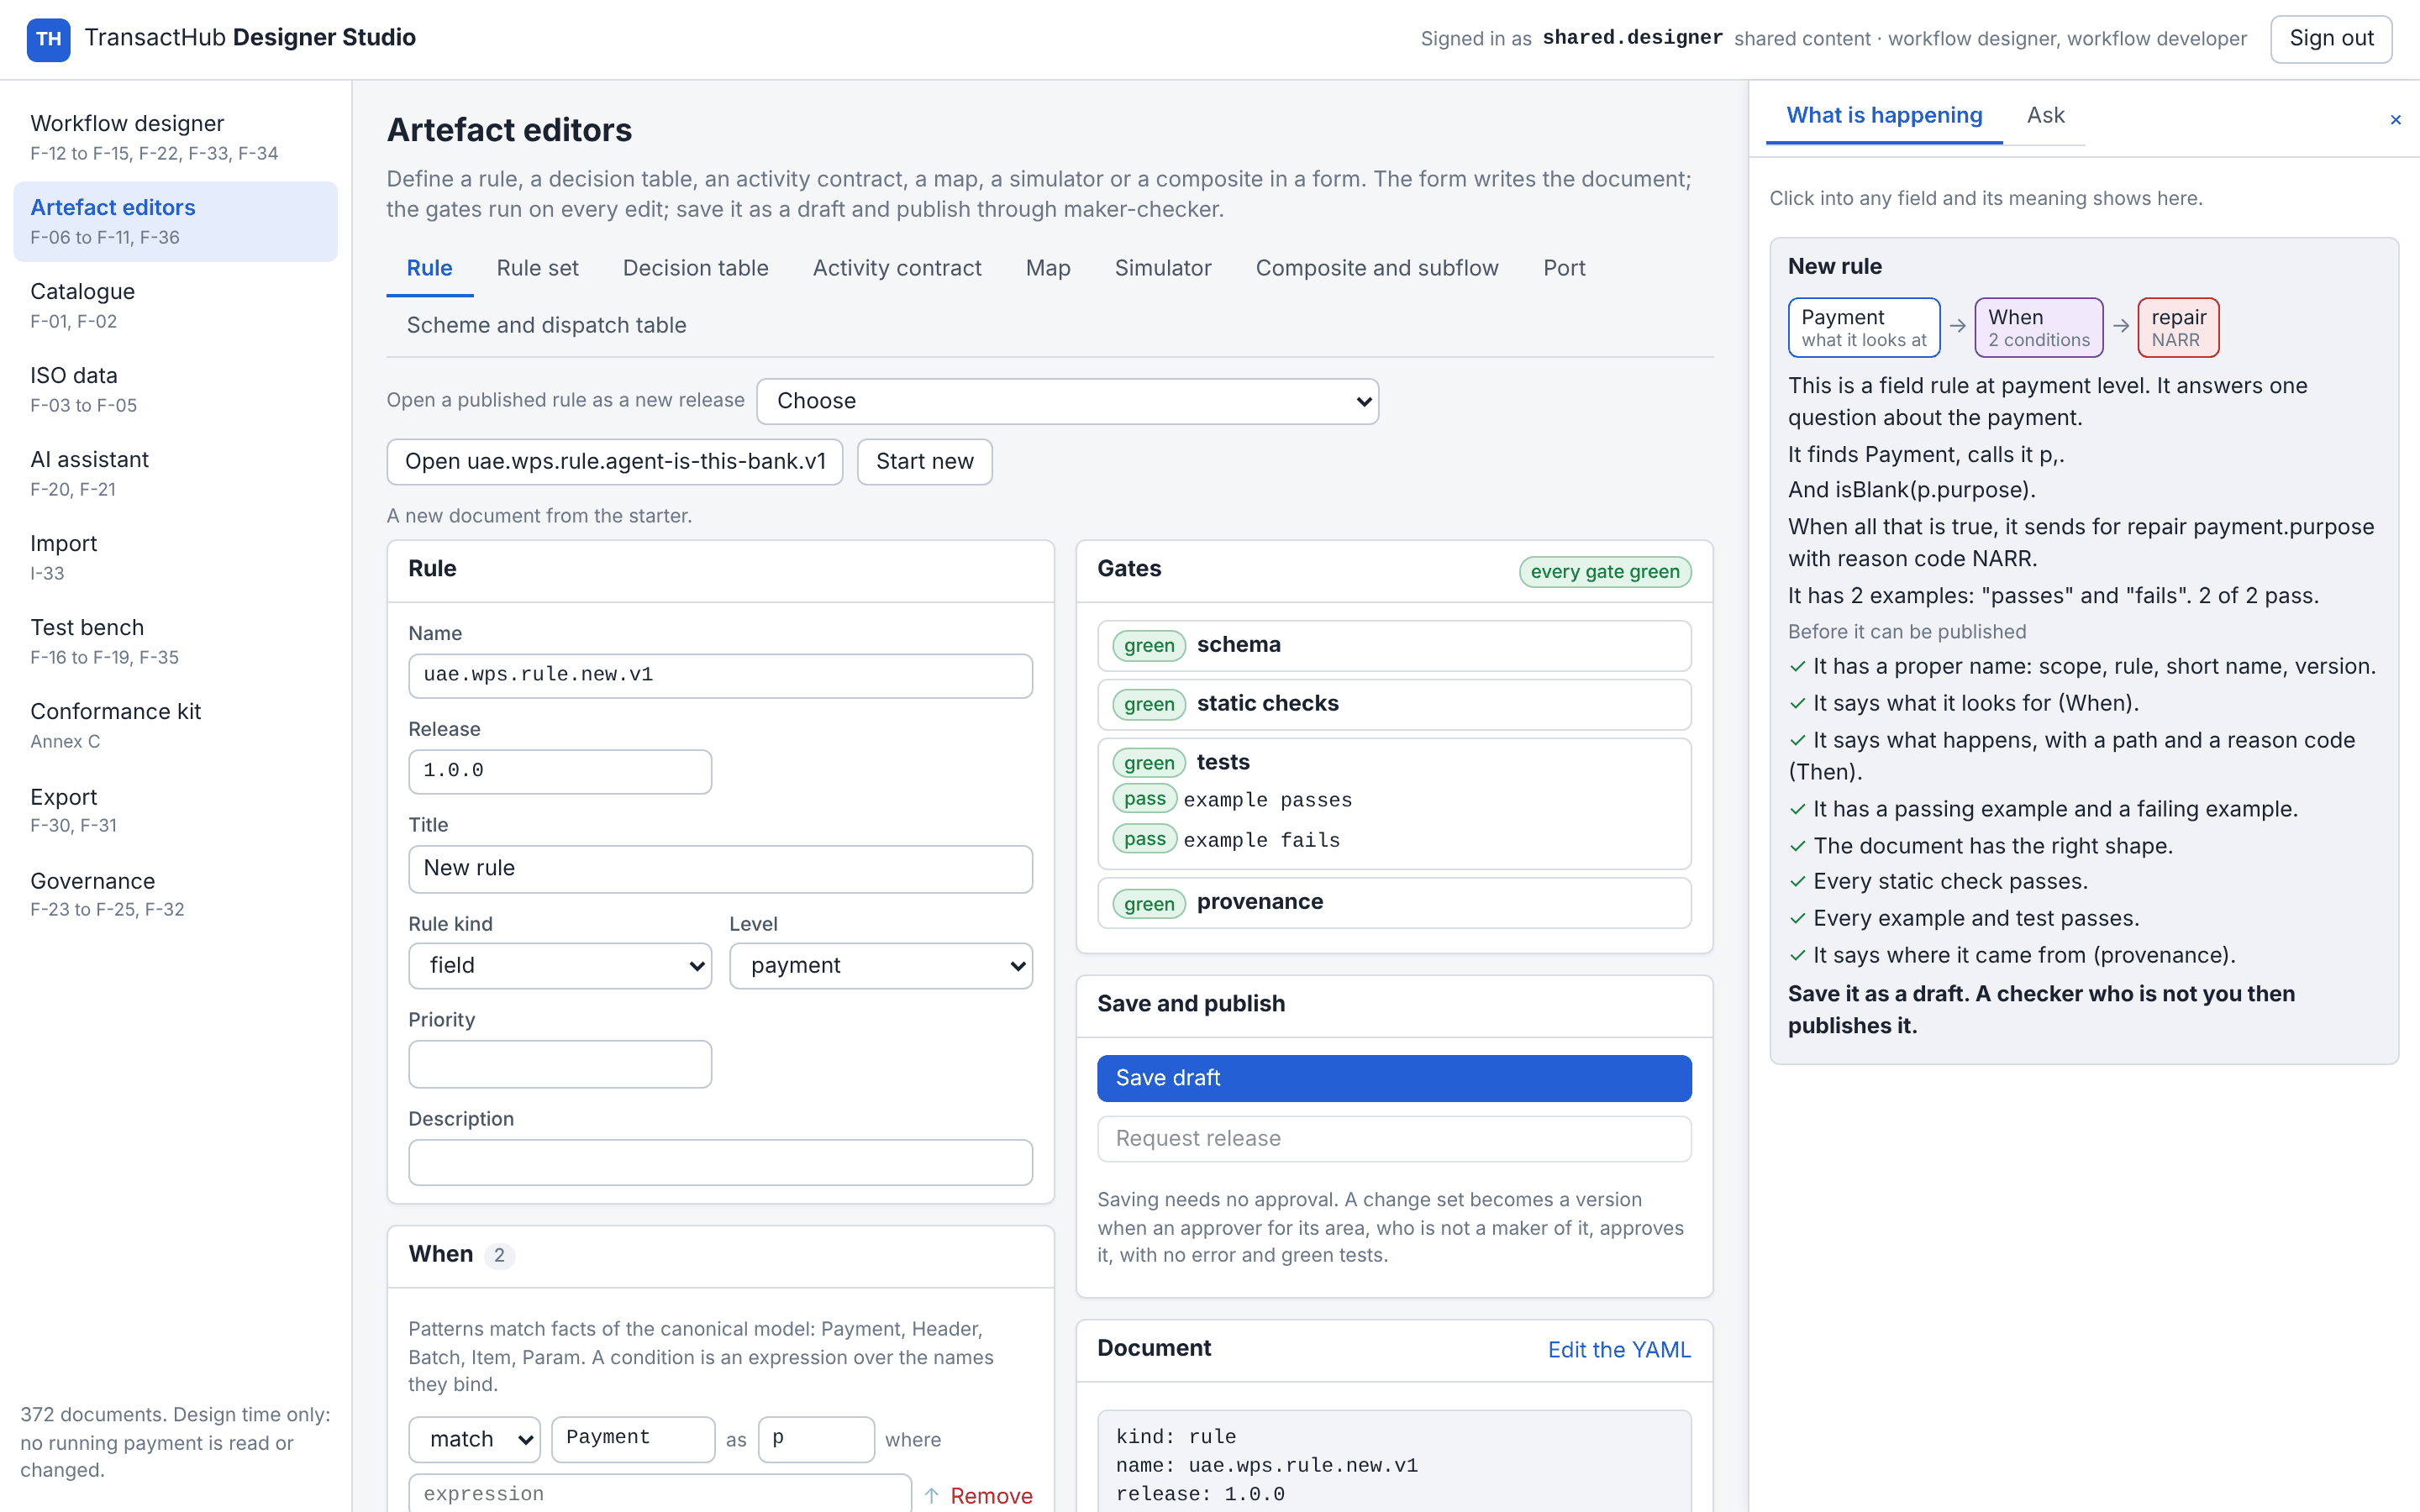 TH TransactHub Designer Studio
Signed in as shared.designer shared content · workflow designer, workflow developer
Sign out
Workflow designer
F-12 to F-15, F-22, F-33, F-34
Artefact editors
F-06 to F-11, F-36
Catalogue
F-01, F-02
ISO data
F-03 to F-05
AI assistant
F-20, F-21
Import
I-33
Test bench
F-16 to F-19, F-35
Conformance kit
Annex C
Export
F-30, F-31
Governance
F-23 to F-25, F-32
372 documents. Design time only:
no running payment is read or
changed.
Artefact editors
Define a rule, a decision table, an activity contract, a map, a simulator or a composite in a form. The form writes the document;
the gates run on every edit; save it as a draft and publish through maker-checker.
Rule Rule set Decision table Activity contract Map Simulator Composite and subflow Port
Scheme and dispatch table
Open a published rule as a new release Choose
Open uae.wps.rule.agent-is-this-bank.v1 Start new
A new document from the starter.
Rule
Name
uae.wps.rule.new.v1
Release
1.0.0
Title
New rule
Rule kind Level
field payment
Priority
Description
When 2
Patterns match facts of the canonical model: Payment, Header,
Batch, Item, Param. A condition is an expression over the names
they bind.
match Payment as p where
expression ↑ Remove
Gates every gate green
green schema
green static checks
green tests
pass example passes
pass example fails
green provenance
Save and publish
Save draft
Request release
Saving needs no approval. A change set becomes a version
when an approver for its area, who is not a maker of it, approves
it, with no error and green tests.
Document Edit the YAML
kind: rule
name: uae.wps.rule.new.v1
release: 1.0.0
What is happening Ask ×
Click into any field and its meaning shows here.
New rule
Payment → When → repair
what it looks at 2 conditions NARR
This is a field rule at payment level. It answers one
question about the payment.
It finds Payment, calls it p,.
And isBlank(p.purpose).
When all that is true, it sends for repair payment.purpose
with reason code NARR.
It has 2 examples: "passes" and "fails". 2 of 2 pass.
Before it can be published
✓ It has a proper name: scope, rule, short name, version.
✓ It says what it looks for (When).
✓ It says what happens, with a path and a reason code
(Then).
✓ It has a passing example and a failing example.
✓ The document has the right shape.
✓ Every static check passes.
✓ Every example and test passes.
✓ It says where it came from (provenance).
Save it as a draft. A checker who is not you then
publishes it.